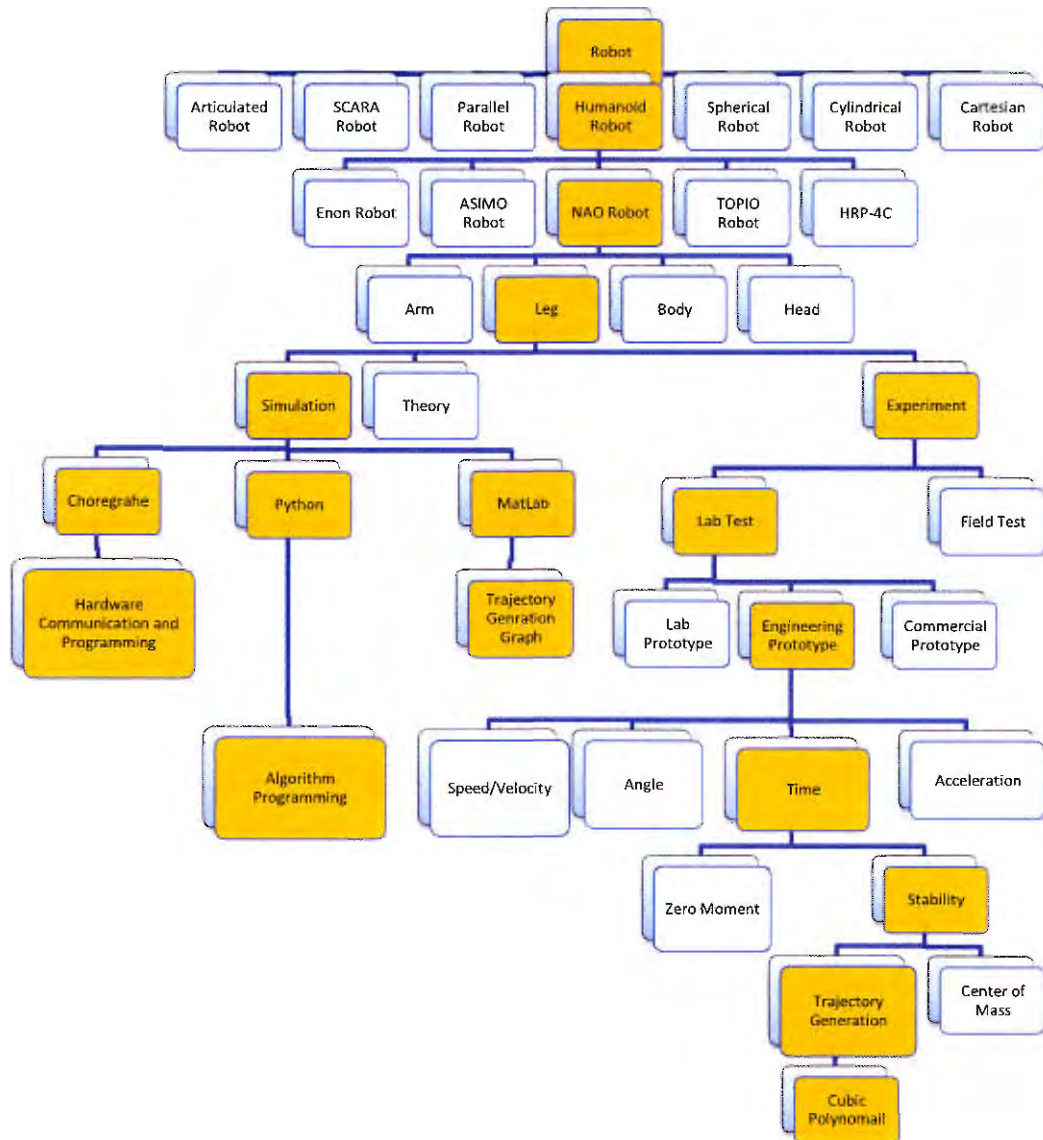 Robot
Articulated
Robot
SCARA
Robot
Parallel
Robot
Humanoid
Robot
Spherical
Robot
Cylindrical
Robot
Cartesian
Robot
Enon Robot
ASIMO
Robot
NAO Robot
TOPIO
Robot
HRP-4C
Arm
Leg
Body
Head
Simulation
Theory
Experiment
Choregrahe
Python
MatLab
Lab Test
Field Test
Hardware
Communication and
Programming
Trajectory
Genration
Graph
Lab
Prototype
Engineering
Prototype
Commercial
Prototype
Algorithm
Programming
Speed/Velocity
Angle
Time
Acceleration
Zero Moment
Stability
Trajectory
Generation
Center of
Mass
Cubic
Polynomail